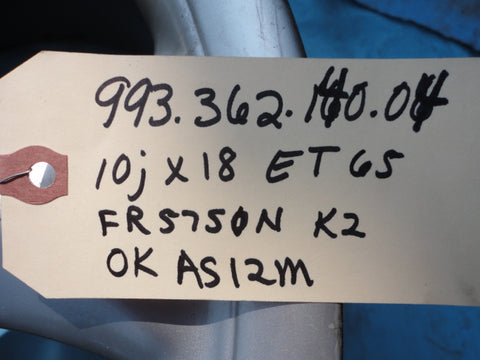 993.362.140.04
10j x 18 ET 65
FR5750N K2
OK AS12M